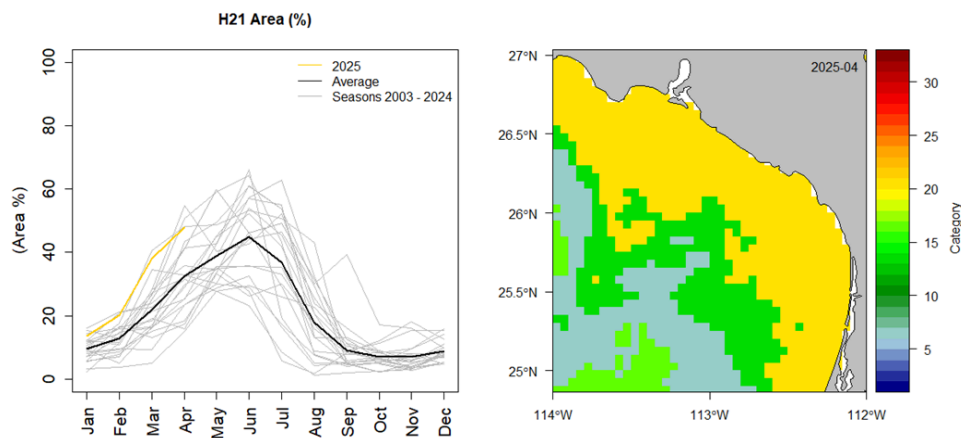 H21 Area (%)
(Area %)
100
80
60
40
20
0
2025
Average
Seasons 2003 - 2024
Jan
Feb
Mar
Apr
May
Jun
Jul
Aug
Sep
Oct
Nov
Dec
2025-04
27°N
26.5°N
26°N
25.5°N
25°N
114°W
113°W
112°W
30
25
20
15
10
5
Category